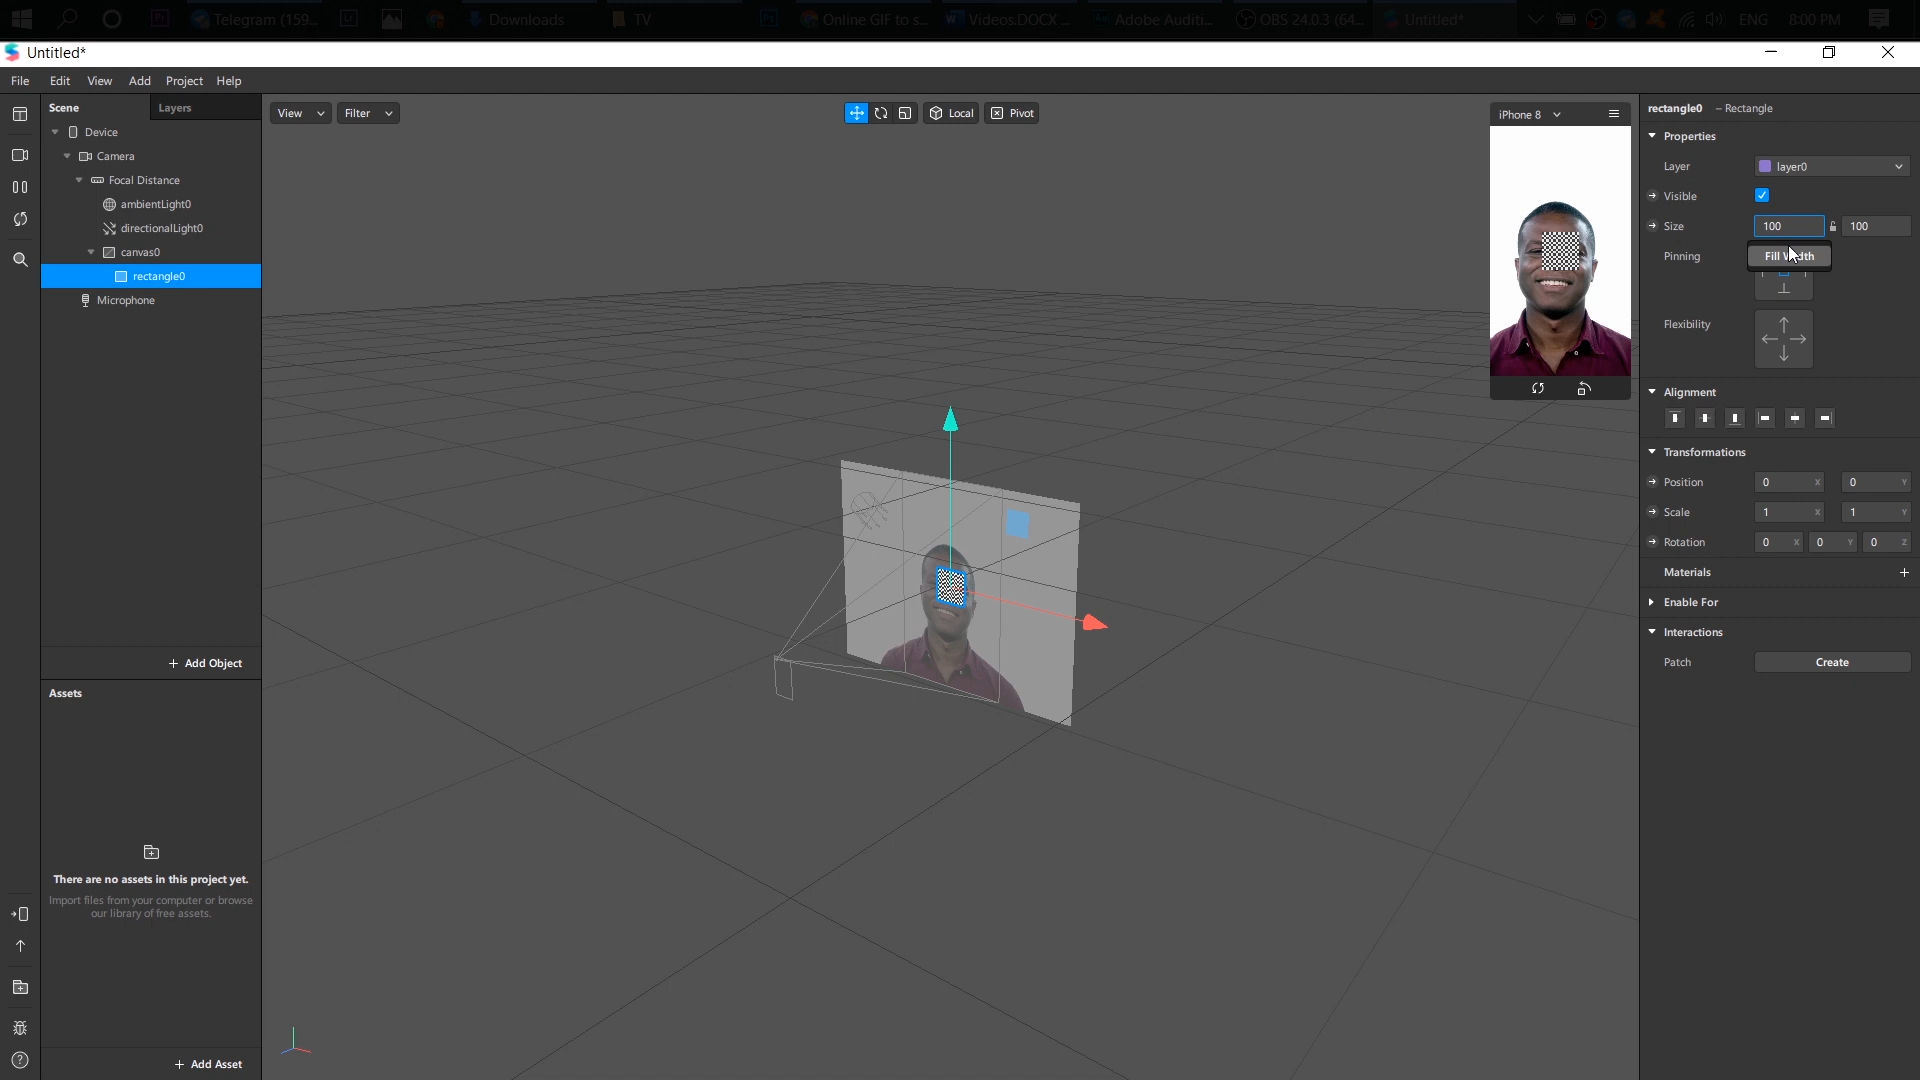 Telegram (159...
Downloads
TV
Online GIF to s...
Videos.DOCX ...
Adobe Auditi...
OBS 24.0.3 (64...
Untitled*
ENG
8:00 PM
Untitled*
File
Edit
View
Add
Project
Help
Scene
Layers
Device
Camera
Focal Distance
ambientLight0
directionalLight0
canvas0
rectangle0
Microphone
+ Add Object
Assets
There are no assets in this project yet.
Import files from your computer or browse
our library of free assets.
+ Add Asset
View
Filter
Local
Pivot
iPhone 8
rectangle0 – Rectangle
Properties
Layer
layer0
Visible
Size
100
100
Pinning
Fill Width
Flexibility
Alignment
Transformations
Position
0 X
0 Y
Scale
1 X
1 Y
Rotation
0 X
0 Y
0 Z
Materials
+
Enable For
Interactions
Patch
Create